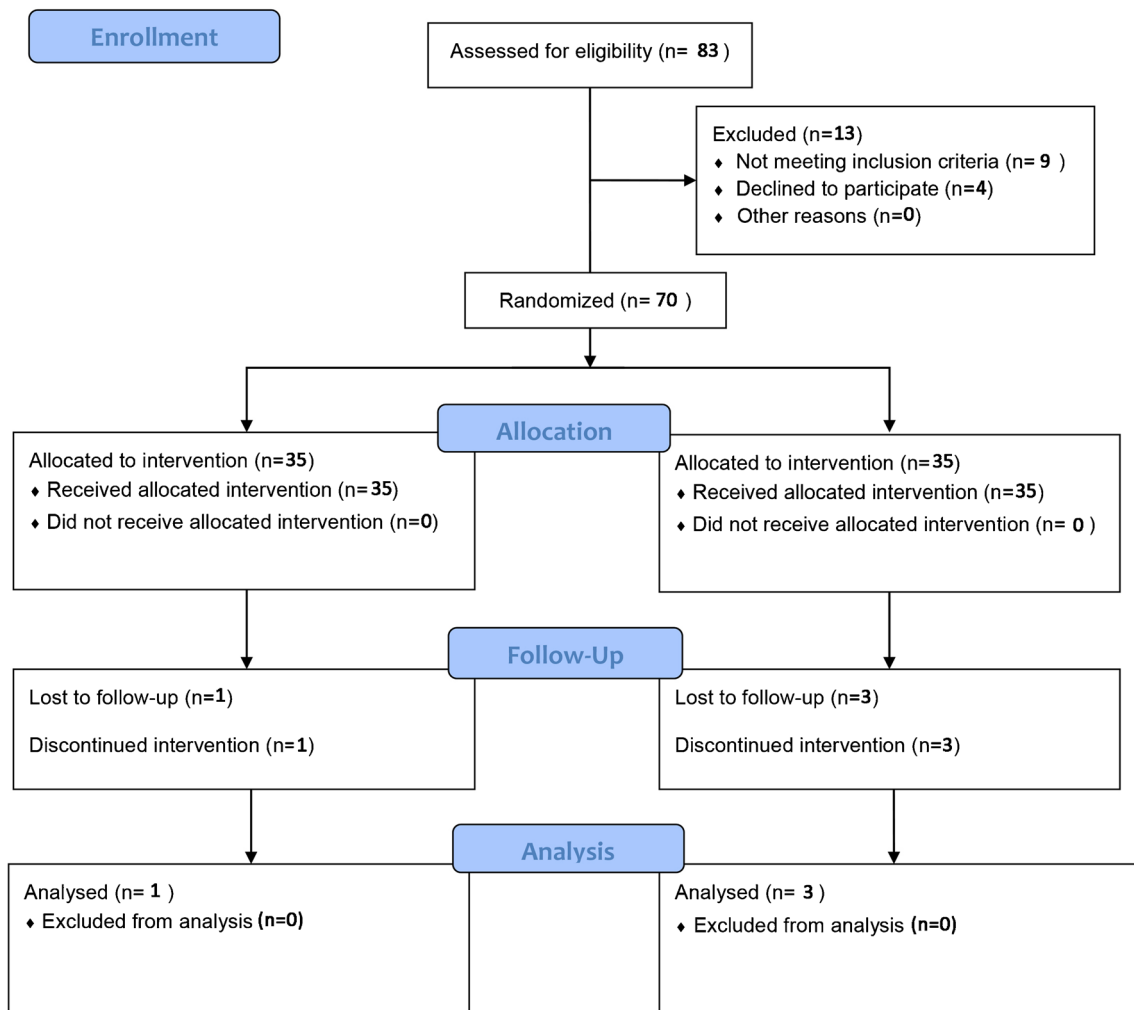 Enrollment
Assessed for eligibility (n= 83)
Excluded (n=13)
♦ Not meeting inclusion criteria (n= 9 )
♦ Declined to participate (n=4)
♦ Other reasons (n=0)
Randomized (n= 70 )
Allocation
Allocated to intervention (n=35)
♦ Received allocated intervention (n=35)
♦ Did not receive allocated intervention (n=0)
Allocated to intervention (n=35)
♦ Received allocated intervention (n=35)
♦ Did not receive allocated intervention (n= 0 )
Follow-Up
Lost to follow-up (n=1)
Discontinued intervention (n=1)
Lost to follow-up (n=3)
Discontinued intervention (n=3)
Analysis
Analysed (n= 1 )
♦ Excluded from analysis (n=0)
Analysed (n= 3 )
♦ Excluded from analysis (n=0)